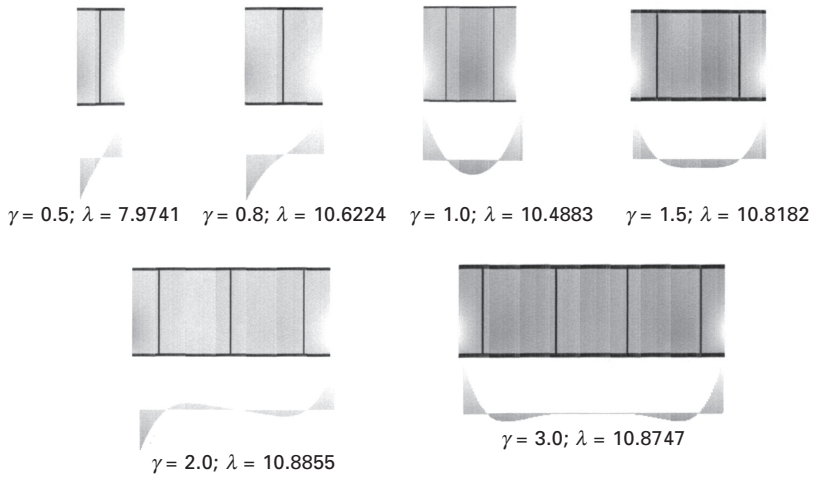 γ = 0.5; λ = 7.9741
γ = 0.8; λ = 10.6224
γ = 1.0; λ = 10.4883
γ = 1.5; λ = 10.8182
γ = 2.0; λ = 10.8855
γ = 3.0; λ = 10.8747